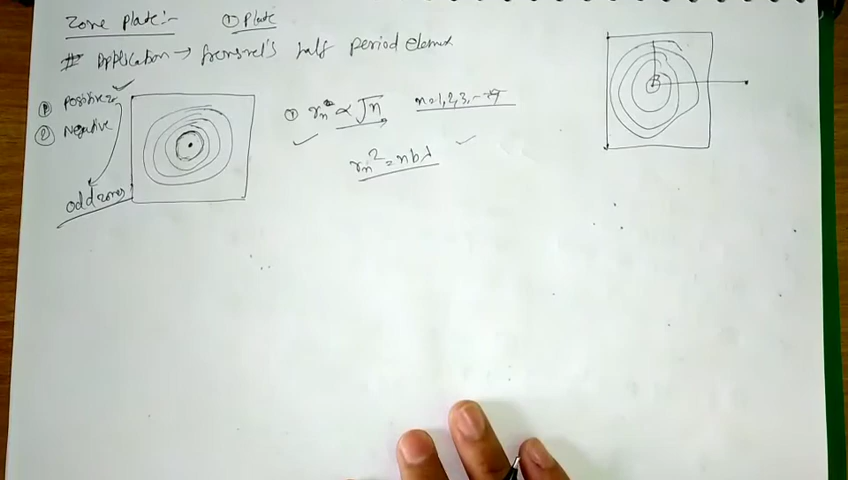 Zone Plate:- ① Plate
# Application → fresnel's half period element
① Positive
② Negative
odd zones
① rₙ ∝ √n n=1,2,3,---
rₙ² = nbλ